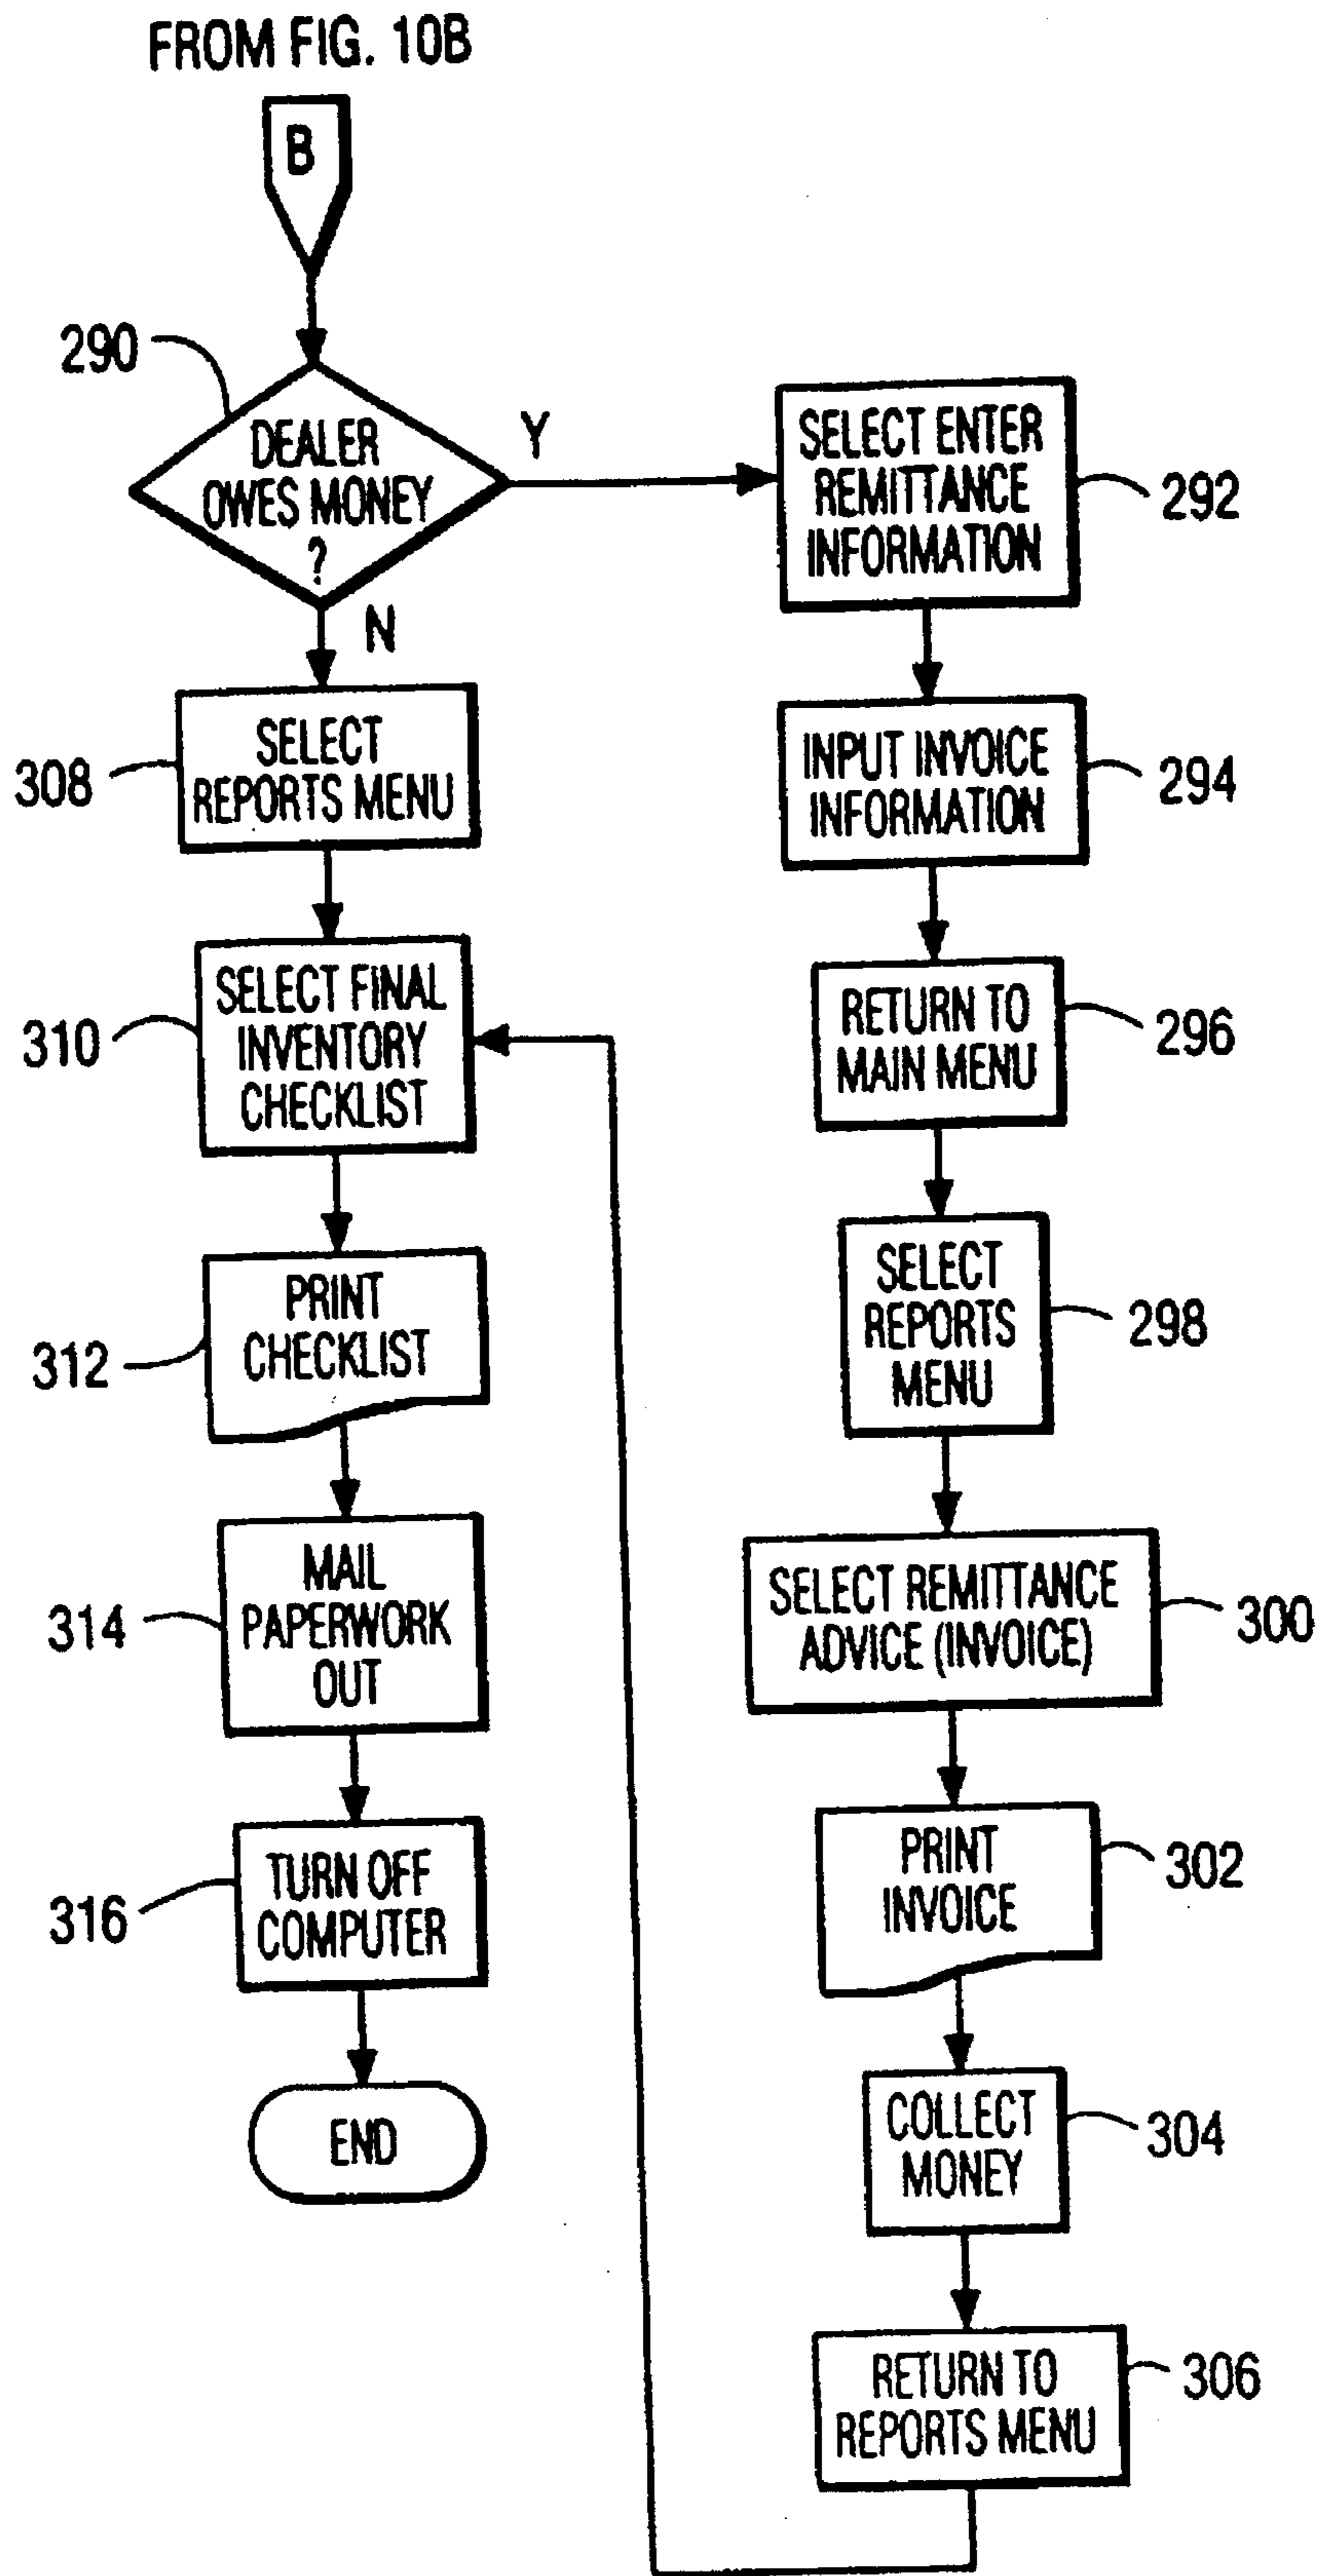 FROM FIG. 10B
B
290
DEALER
OWES MONEY
?
Y
N
SELECT ENTER
REMITTANCE
INFORMATION
292
INPUT INVOICE
INFORMATION
294
RETURN TO
MAIN MENU
296
SELECT
REPORTS
MENU
298
SELECT REMITTANCE
ADVICE (INVOICE)
300
PRINT
INVOICE
302
COLLECT
MONEY
304
RETURN TO
REPORTS MENU
306
308
SELECT
REPORTS MENU
310
SELECT FINAL
INVENTORY
CHECKLIST
312
PRINT
CHECKLIST
314
MAIL
PAPERWORK
OUT
316
TURN OFF
COMPUTER
END